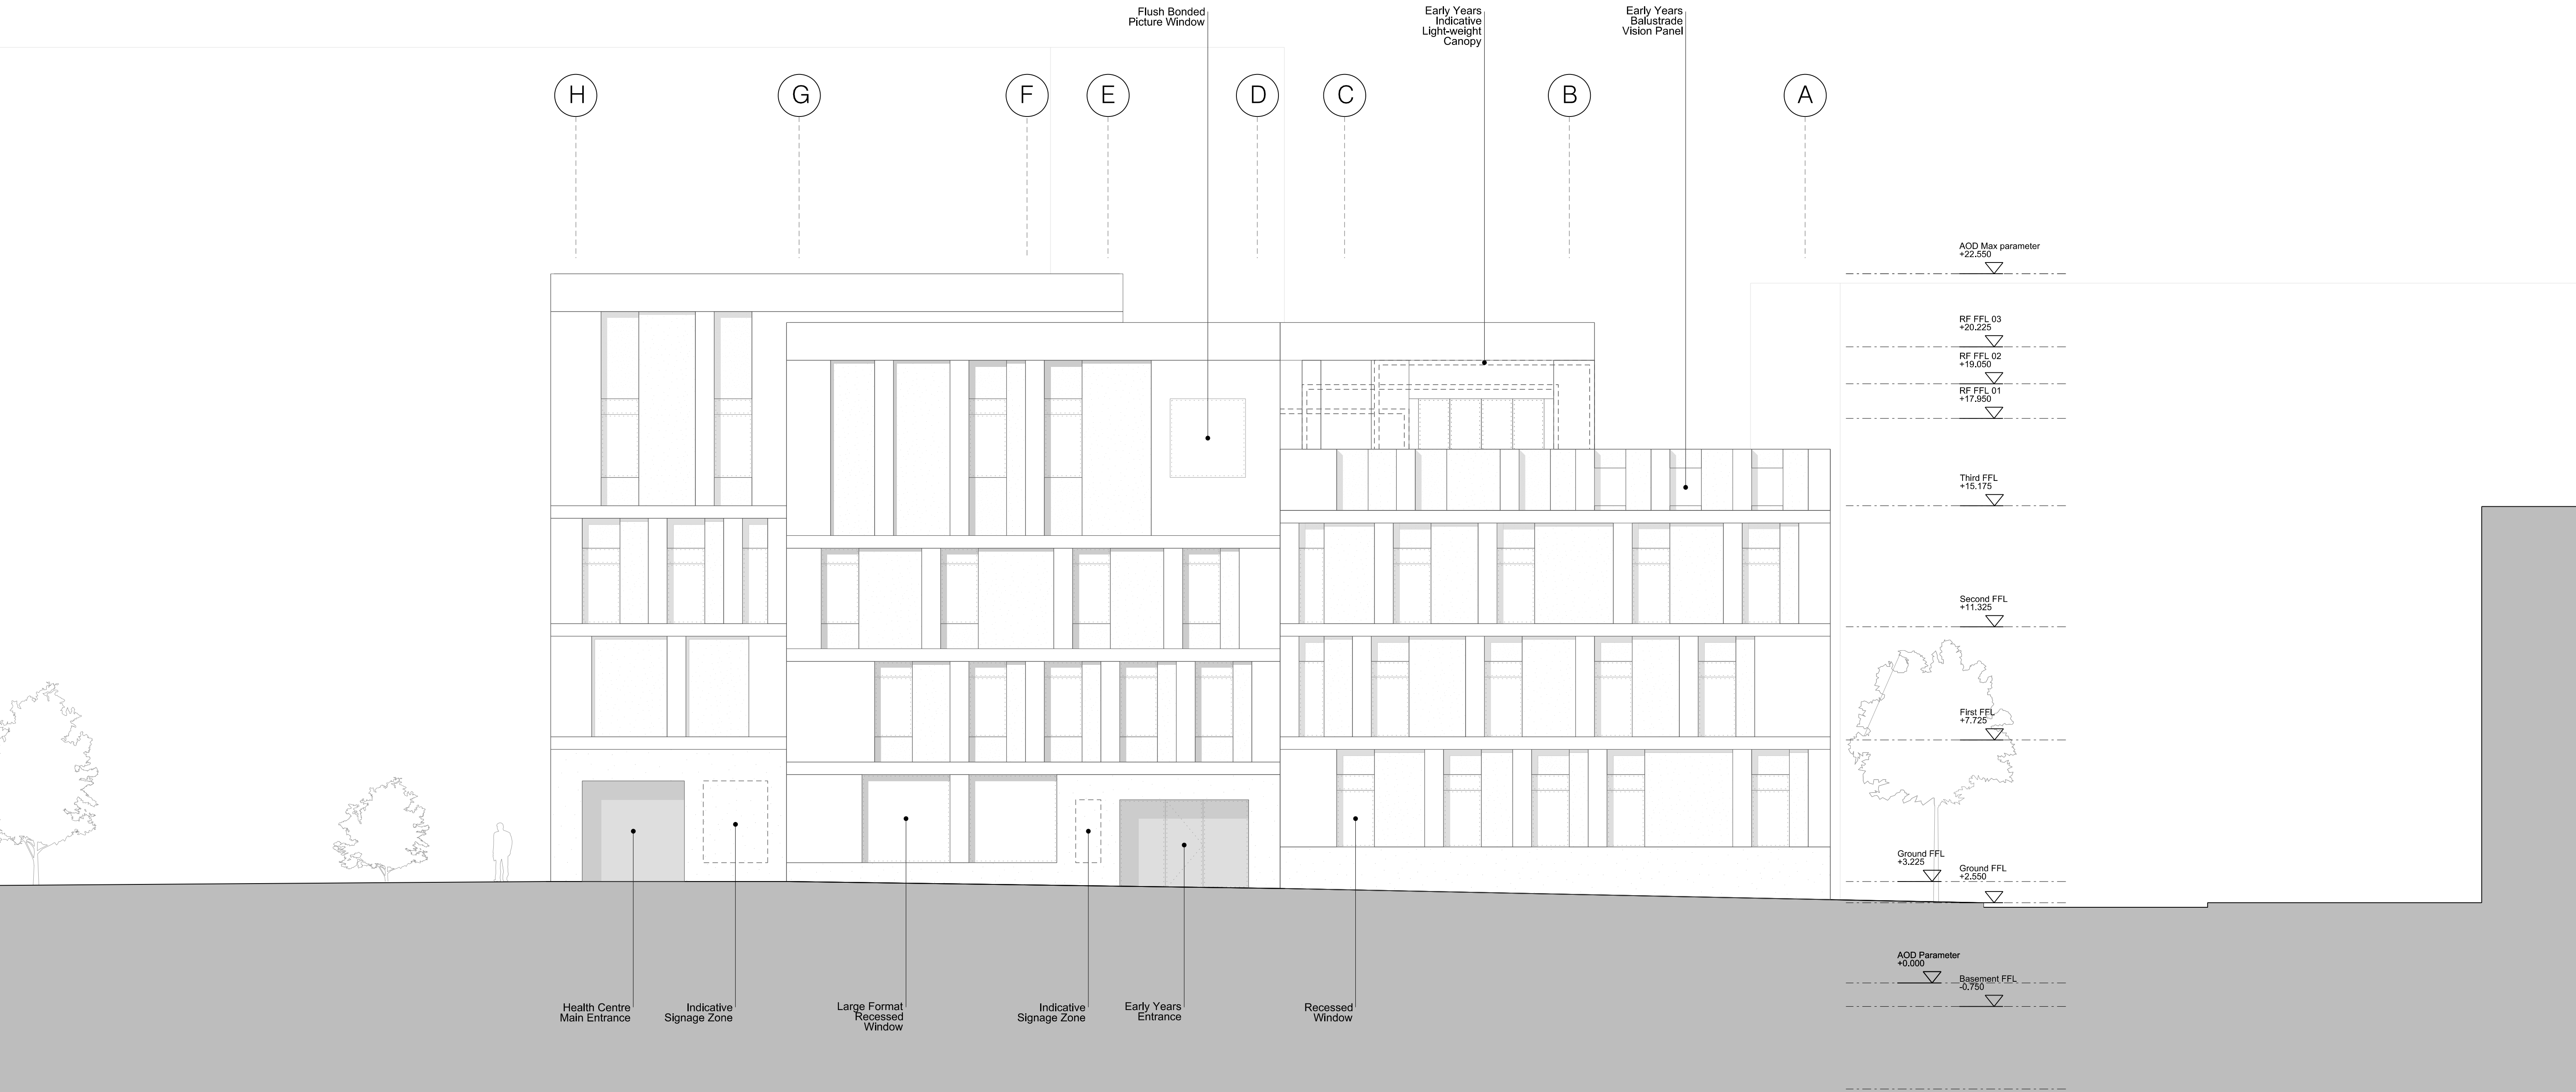 Flush Bonded
Picture Window
Early Years
Indicative
Light-weight
Canopy
Early Years
Balustrade
Vision Panel
H
G
F
E
D
C
B
A
AOD Max parameter
+22.550
RF FFL 03
+20.225
RF FFL 02
+19.050
RF FFL 01
+17.950
Third FFL
+15.175
Second FFL
+11.325
First FFL
+7.725
Ground FFL
+3.225
Ground FFL
+2.550
AOD Parameter
+0.000
Basement FFL
-0.750
Health Centre
Main Entrance
Indicative
Signage Zone
Large Format
Recessed
Window
Indicative
Signage Zone
Early Years
Entrance
Recessed
Window